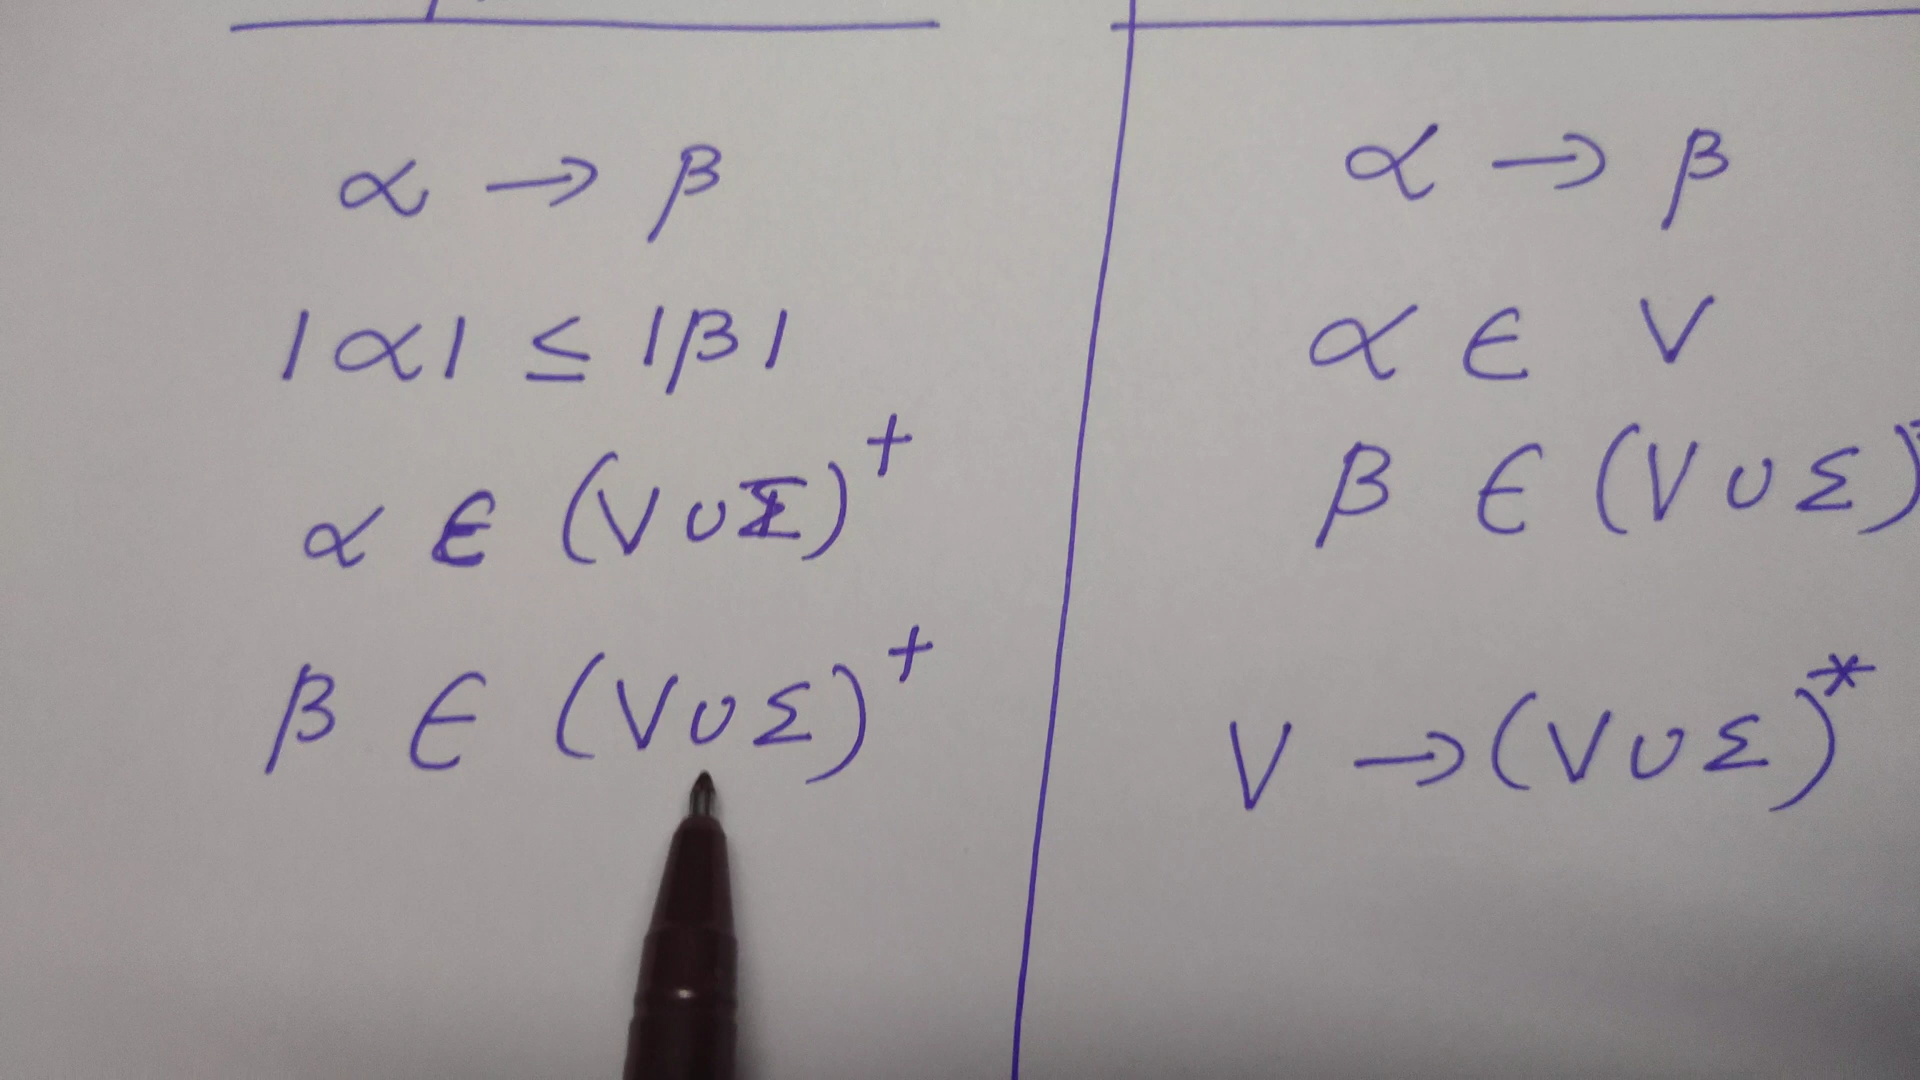 α → β
|α| ≤ |β|
α ∈ (V ∪ Σ)⁺
β ∈ (V ∪ Σ)⁺
α → β
α ∈ V
β ∈ (V ∪ Σ)
V → (V ∪ Σ)*